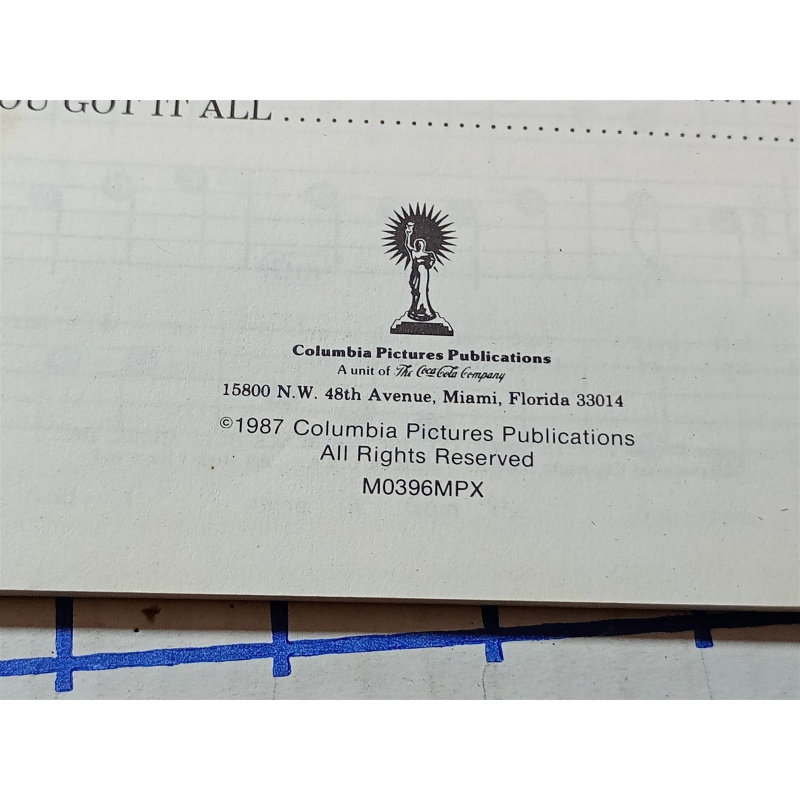 OU GOT IT ALL ........................................
Columbia Pictures Publications
A unit of The Coca-Cola Company
15800 N.W. 48th Avenue, Miami, Florida 33014
©1987 Columbia Pictures Publications
All Rights Reserved
M0396MPX